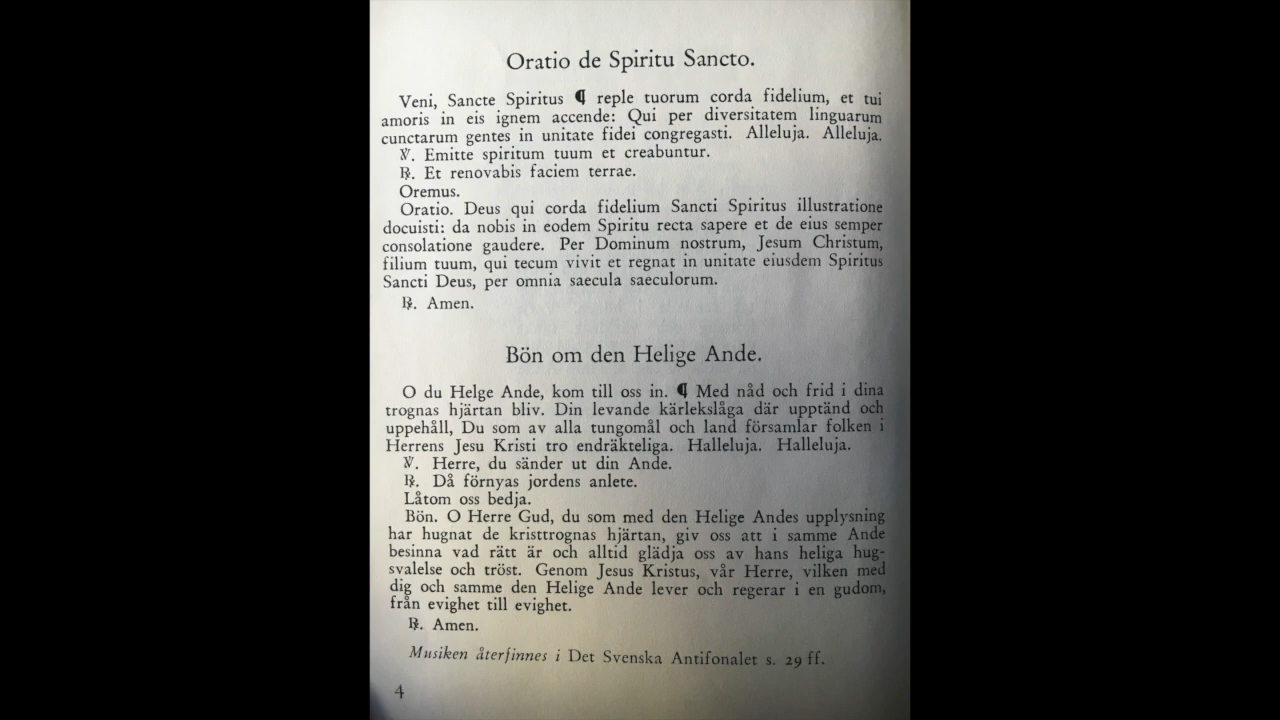 Oratio de Spiritu Sancto.
Veni, Sancte Spiritus ¶ reple tuorum corda fidelium, et tui
amoris in eis ignem accende: Qui per diversitatem linguarum
cunctarum gentes in unitate fidei congregasti. Alleluja. Alleluja.
℣. Emitte spiritum tuum et creabuntur.
℟. Et renovabis faciem terrae.
Oremus.
Oratio. Deus qui corda fidelium Sancti Spiritus illustratione
docuisti: da nobis in eodem Spiritu recta sapere et de eius semper
consolatione gaudere. Per Dominum nostrum, Jesum Christum,
filium tuum, qui tecum vivit et regnat in unitate eiusdem Spiritus
Sancti Deus, per omnia saecula saeculorum.
℟. Amen.
Bön om den Helige Ande.
O du Helge Ande, kom till oss in. ¶ Med nåd och frid i dina
trognas hjärtan bliv. Din levande kärlekslåga där upptänd och
uppehåll, Du som av alla tungomål och land församlar folken i
Herrens Jesu Kristi tro endräkteliga. Halleluja. Halleluja.
℣. Herre, du sänder ut din Ande.
℟. Då förnyas jordens anlete.
Låtom oss bedja.
Bön. O Herre Gud, du som med den Helige Andes upplysning
har hugnat de kristtrognas hjärtan, giv oss att i samme Ande
besinna vad rätt är och alltid glädja oss av hans heliga hug-
svalelse och tröst. Genom Jesus Kristus, vår Herre, vilken med
dig och samme den Helige Ande lever och regerar i en gudom,
från evighet till evighet.
℟. Amen.
Musiken återfinnes i Det Svenska Antifonalet s. 29 ff.
4